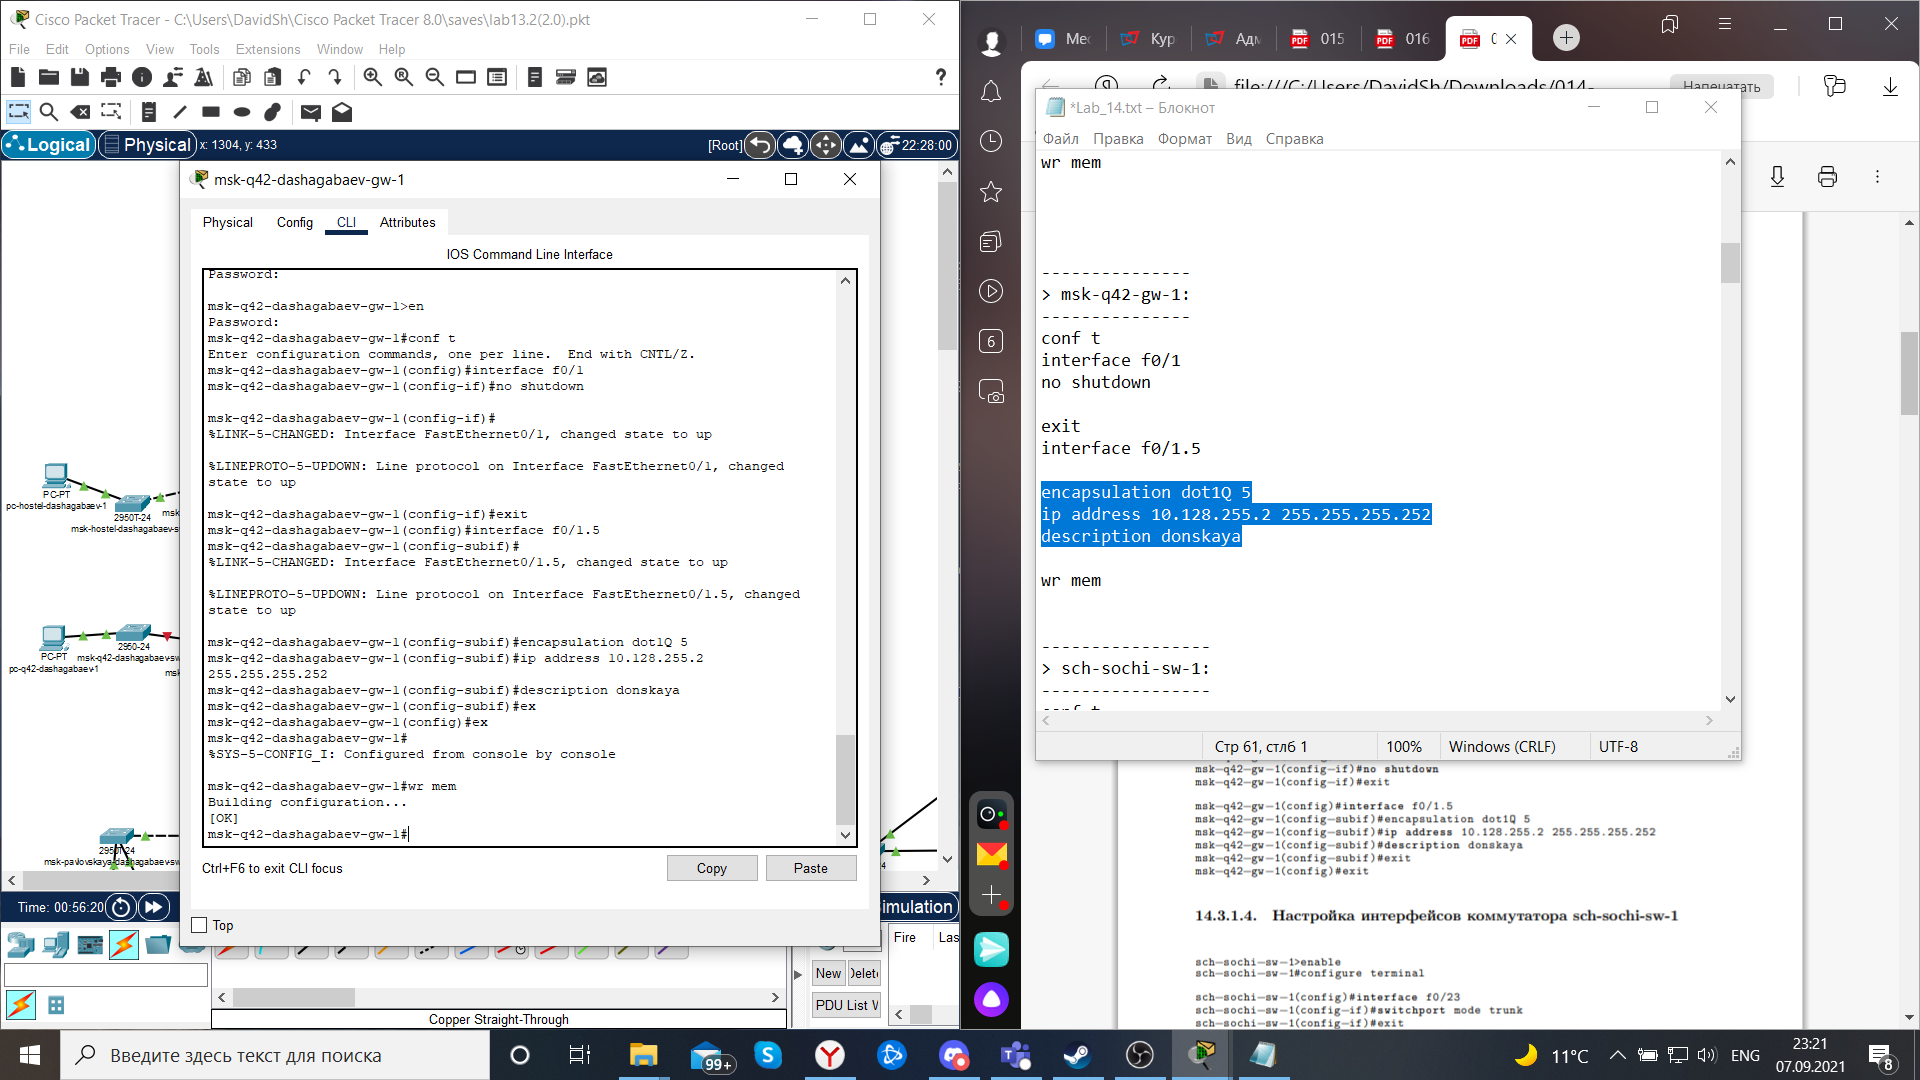 Cisco Packet Tracer - C:\Users\DavidSh\Cisco Packet Tracer 8.0\saves\lab13.2(2.0).pkt
File Edit Options View Tools Extensions Window Help
Logical Physical x: 1304, y: 433 [Root] 22:28:00
PC-PT
pc-hostel-dashagabaev-1
2950T-24
msk-hostel-dashagabaev-sw
PC-PT
pc-q42-dashagabaev-1
2950-24
msk-q42-dashagabaev-sw
2950T-24
msk-pavlovskaya-dashagabaev-sw
msk-q42-dashagabaev-gw-1
Physical Config CLI Attributes
IOS Command Line Interface
Password:
msk-q42-dashagabaev-gw-1>en
Password:
msk-q42-dashagabaev-gw-1#conf t
Enter configuration commands, one per line.  End with CNTL/Z.
msk-q42-dashagabaev-gw-1(config)#interface f0/1
msk-q42-dashagabaev-gw-1(config-if)#no shutdown
msk-q42-dashagabaev-gw-1(config-if)#
%LINK-5-CHANGED: Interface FastEthernet0/1, changed state to up
%LINEPROTO-5-UPDOWN: Line protocol on Interface FastEthernet0/1, changed
state to up
msk-q42-dashagabaev-gw-1(config-if)#exit
msk-q42-dashagabaev-gw-1(config)#interface f0/1.5
msk-q42-dashagabaev-gw-1(config-subif)#
%LINK-5-CHANGED: Interface FastEthernet0/1.5, changed state to up
%LINEPROTO-5-UPDOWN: Line protocol on Interface FastEthernet0/1.5, changed
state to up
msk-q42-dashagabaev-gw-1(config-subif)#encapsulation dot1Q 5
msk-q42-dashagabaev-gw-1(config-subif)#ip address 10.128.255.2
255.255.255.252
msk-q42-dashagabaev-gw-1(config-subif)#description donskaya
msk-q42-dashagabaev-gw-1(config-subif)#ex
msk-q42-dashagabaev-gw-1(config)#ex
msk-q42-dashagabaev-gw-1#
%SYS-5-CONFIG_I: Configured from console by console
msk-q42-dashagabaev-gw-1#wr mem
Building configuration...
[OK]
msk-q42-dashagabaev-gw-1#
Ctrl+F6 to exit CLI focus
Copy Paste
Top
Time: 00:56:20
imulation
Fire Las
New
PDU List W
Copper Straight-Through
Мес Кур Адм 015 016 0
file:///C:/Users/DavidSh/Downloads/014-
Напечатать
6
*Lab_14.txt – Блокнот
Файл Правка Формат Вид Справка
wr mem
---------------
> msk-q42-gw-1:
---------------
conf t
interface f0/1
no shutdown
exit
interface f0/1.5
encapsulation dot1Q 5
ip address 10.128.255.2 255.255.255.252
description donskaya
wr mem
-----------------
> sch-sochi-sw-1:
-----------------
conf t
Стр 61, стлб 1 100% Windows (CRLF) UTF-8
msk-q42-gw-1(config-if)#no shutdown
msk-q42-gw-1(config-if)#exit
msk-q42-gw-1(config)#interface f0/1.5
msk-q42-gw-1(config-subif)#encapsulation dot1Q 5
msk-q42-gw-1(config-subif)#ip address 10.128.255.2 255.255.255.252
msk-q42-gw-1(config-subif)#description donskaya
msk-q42-gw-1(config-subif)#exit
msk-q42-gw-1(config)#exit
14.3.1.4. Настройка интерфейсов коммутатора sch-sochi-sw-1
sch-sochi-sw-1>enable
sch-sochi-sw-1#configure terminal
sch-sochi-sw-1(config)#interface f0/23
sch-sochi-sw-1(config-if)#switchport mode trunk
sch-sochi-sw-1(config-if)#exit
Введите здесь текст для поиска
99+
11°C
ENG
23:21
07.09.2021
8